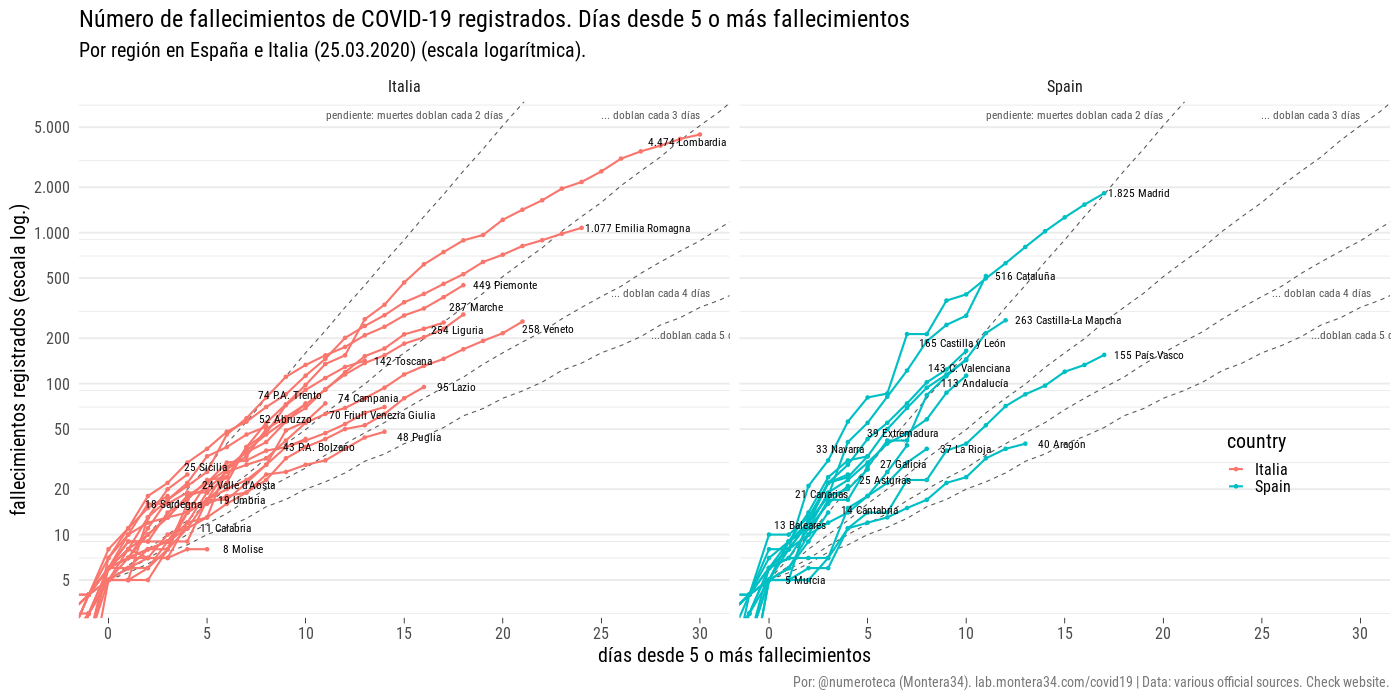 Número de fallecimientos de COVID-19 registrados. Días desde 5 o más fallecimientos
Por región en España e Italia (25.03.2020) (escala logarítmica).
Italia
Spain
pendiente: muertes doblan cada 2 días
... doblan cada 3 días
pendiente: muertes doblan cada 2 días
... doblan cada 3 días
5.000
2.000
1.000
500
200
100
50
20
10
5
fallecimientos registrados (escala log.)
4.474 Lombardia
1.077 Emilia Romagna
449 Piemonte
... doblan cada 4 días
287 Marche
254 Liguria
258 Veneto
...doblan cada 5 d
142 Toscana
95 Lazio
74 P.A. Trento
74 Campania
52 Abruzzo
70 Friuli Venezia Giulia
48 Puglia
43 P.A. Bolzano
25 Sicilia
24 Valle d'Aosta
18 Sardegna
19 Umbria
11 Calabria
8 Molise
1.825 Madrid
516 Cataluña
... doblan cada 4 días
263 Castilla-La Mancha
...doblan cada 5 d
165 Castilla y León
155 País Vasco
143 C. Valenciana
113 Andalucía
39 Extremadura
33 Navarra
37 La Rioja
40 Aragón
27 Galicia
25 Asturias
21 Canarias
14 Cantabria
13 Baleares
5 Murcia
country
Italia
Spain
0 5 10 15 20 25 30
0 5 10 15 20 25 30
días desde 5 o más fallecimientos
Por: @numeroteca (Montera34). lab.montera34.com/covid19 | Data: various official sources. Check website.